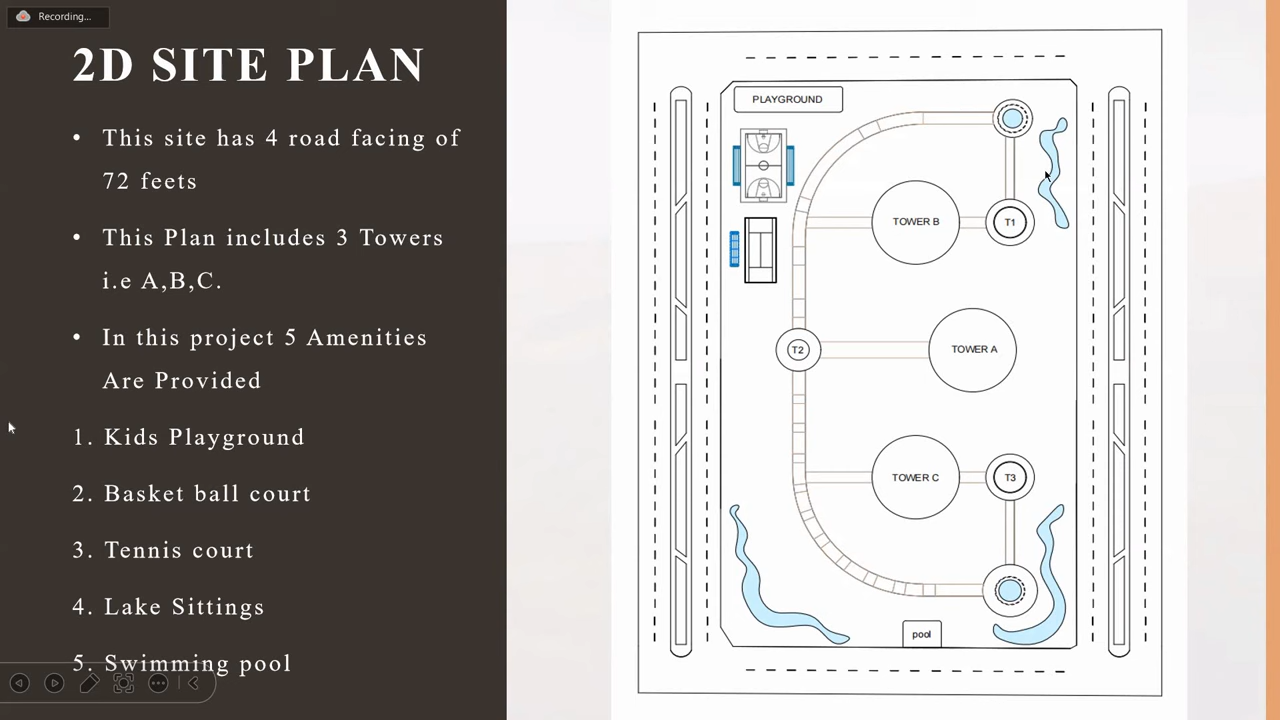 Recording...
2D SITE PLAN
• This site has 4 road facing of
72 feets
• This Plan includes 3 Towers
i.e A,B,C.
• In this project 5 Amenities
Are Provided
1. Kids Playground
2. Basket ball court
3. Tennis court
4. Lake Sittings
5. Swimming pool
PLAYGROUND
TOWER B
T1
T2
TOWER A
TOWER C
T3
pool